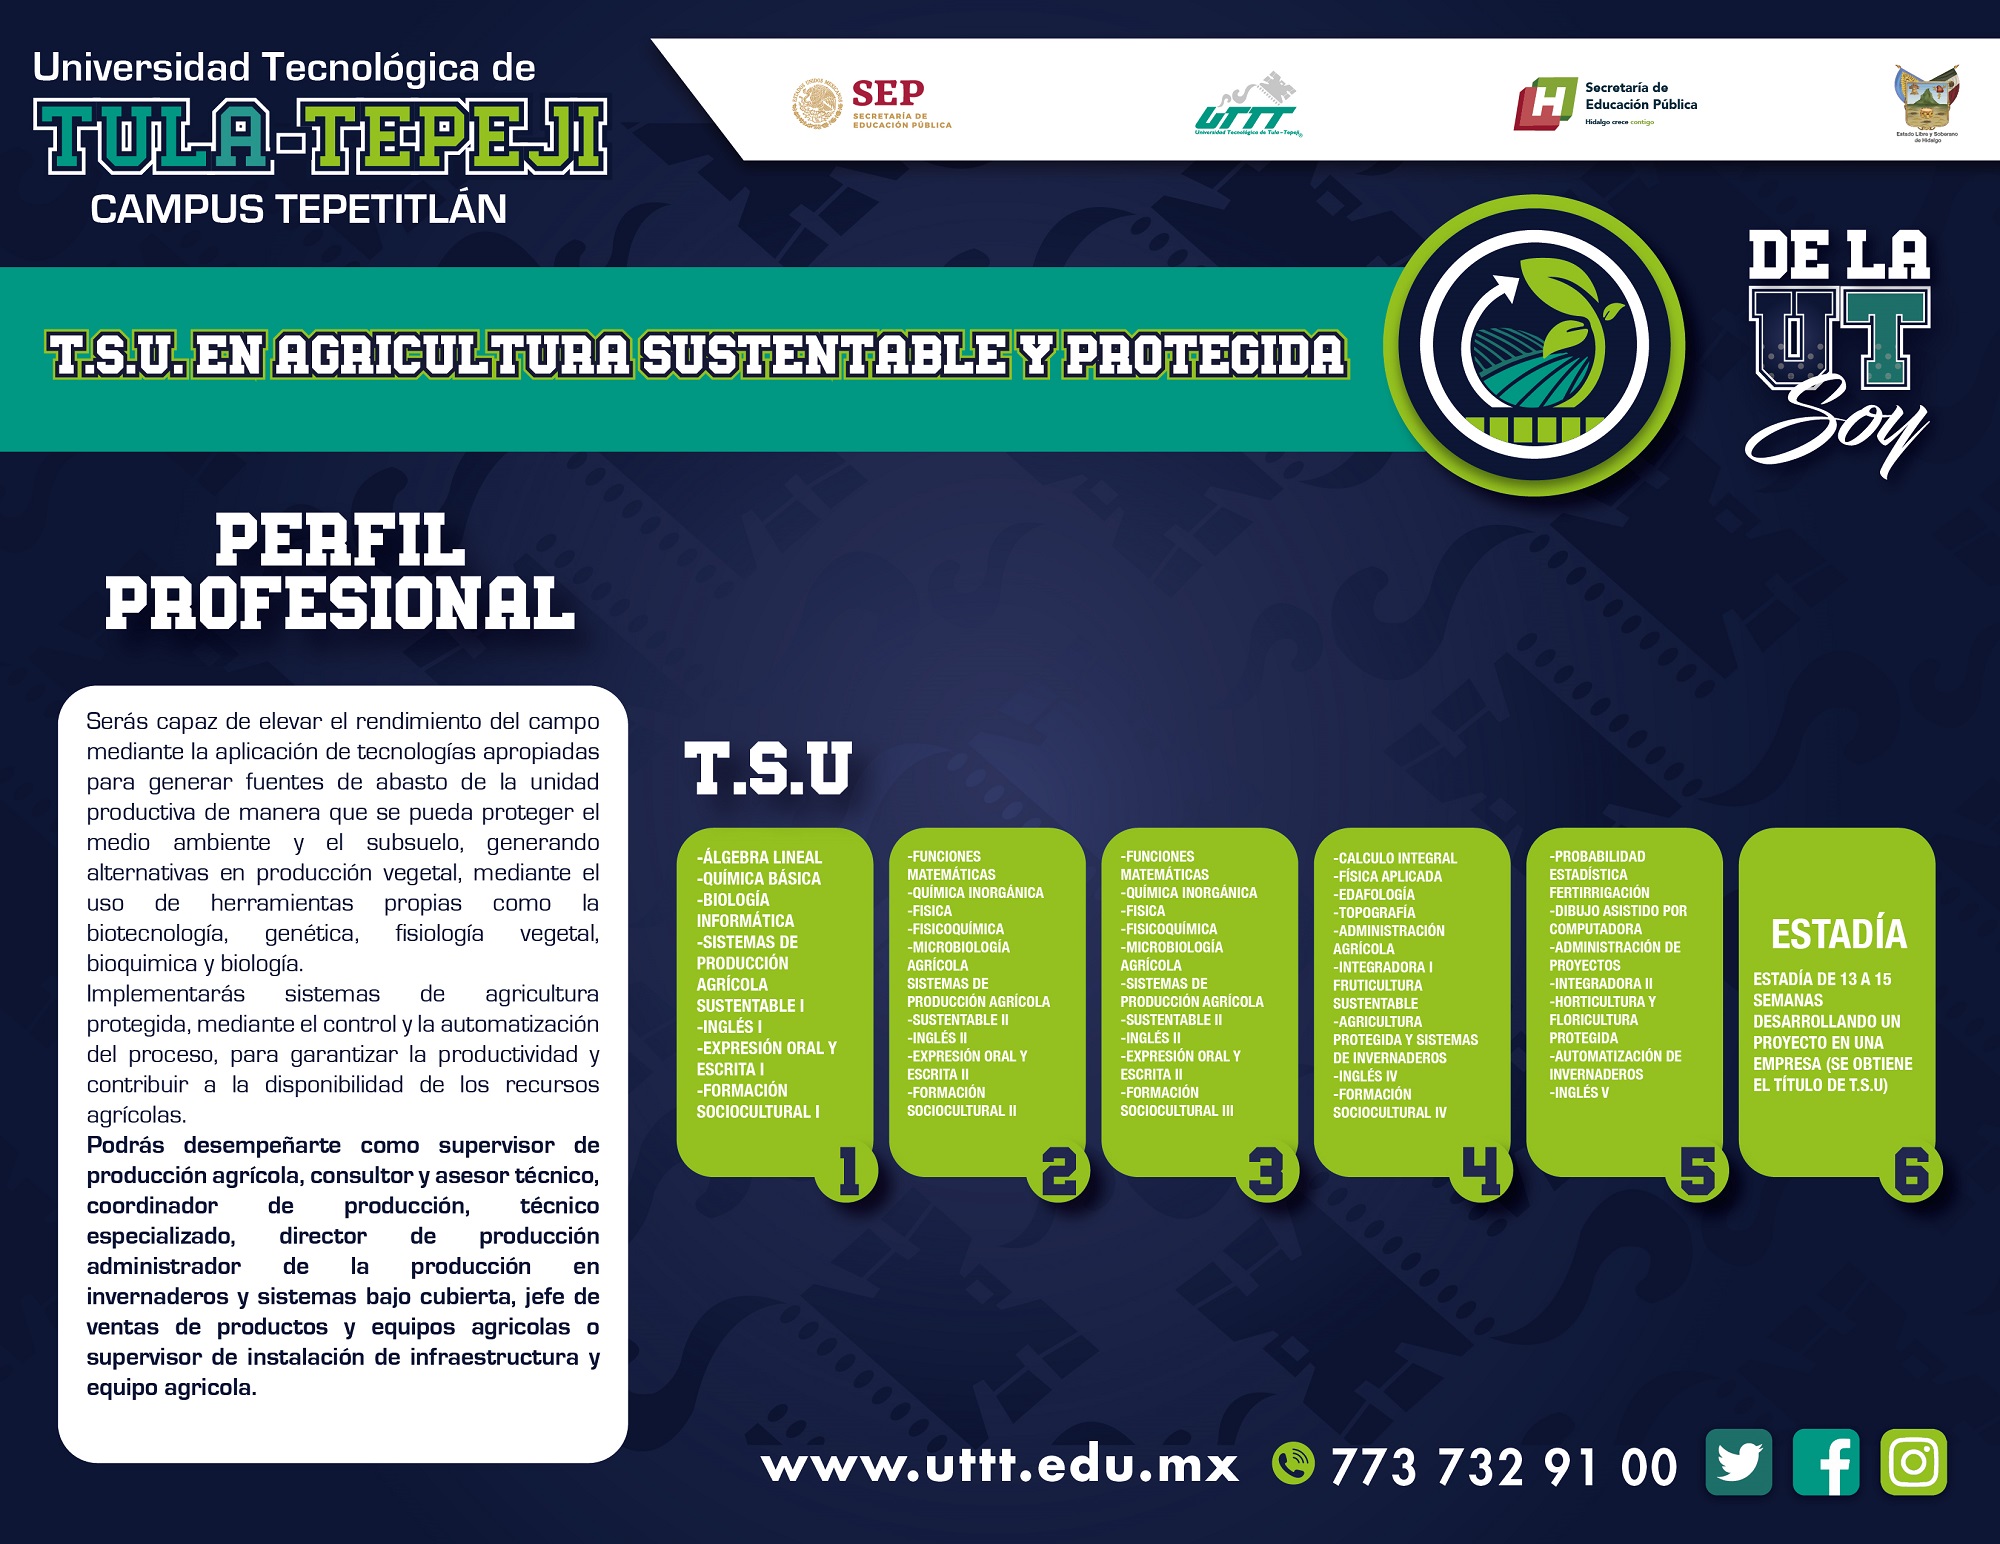 Universidad Tecnológica de
TULA-TEPEJI
CAMPUS TEPETITLÁN
SEP
SECRETARÍA DE
EDUCACIÓN PÚBLICA
UTTT
Universidad Tecnológica de Tula-Tepeji
H
Secretaría de
Educación Pública
Hidalgo crece contigo
Estado Libre y Soberano
de Hidalgo
T.S.U. EN AGRICULTURA SUSTENTABLE Y PROTEGIDA
DE LA
UT
Soy
PERFIL
PROFESIONAL
Serás capaz de elevar el rendimiento del campo
mediante la aplicación de tecnologías apropiadas
para generar fuentes de abasto de la unidad
productiva de manera que se pueda proteger el
medio ambiente y el subsuelo, generando
alternativas en producción vegetal, mediante el
uso de herramientas propias como la
biotecnología, genética, fisiología vegetal,
bioquimica y biología.
Implementarás sistemas de agricultura
protegida, mediante el control y la automatización
del proceso, para garantizar la productividad y
contribuir a la disponibilidad de los recursos
agrícolas.
Podrás desempeñarte como supervisor de
producción agrícola, consultor y asesor técnico,
coordinador de producción, técnico
especializado, director de producción
administrador de la producción en
invernaderos y sistemas bajo cubierta, jefe de
ventas de productos y equipos agricolas o
supervisor de instalación de infraestructura y
equipo agricola.
T.S.U
-ÁLGEBRA LINEAL
-QUÍMICA BÁSICA
-BIOLOGÍA
INFORMÁTICA
-SISTEMAS DE
PRODUCCIÓN
AGRÍCOLA
SUSTENTABLE I
-INGLÉS I
-EXPRESIÓN ORAL Y
ESCRITA I
-FORMACIÓN
SOCIOCULTURAL I
1
-FUNCIONES
MATEMÁTICAS
-QUÍMICA INORGÁNICA
-FISICA
-FISICOQUÍMICA
-MICROBIOLOGÍA
AGRÍCOLA
SISTEMAS DE
PRODUCCIÓN AGRÍCOLA
-SUSTENTABLE II
-INGLÉS II
-EXPRESIÓN ORAL Y
ESCRITA II
-FORMACIÓN
SOCIOCULTURAL II
2
-FUNCIONES
MATEMÁTICAS
-QUÍMICA INORGÁNICA
-FISICA
-FISICOQUÍMICA
-MICROBIOLOGÍA
AGRÍCOLA
-SISTEMAS DE
PRODUCCIÓN AGRÍCOLA
-SUSTENTABLE II
-INGLÉS II
-EXPRESIÓN ORAL Y
ESCRITA II
-FORMACIÓN
SOCIOCULTURAL III
3
-CALCULO INTEGRAL
-FÍSICA APLICADA
-EDAFOLOGÍA
-TOPOGRAFÍA
-ADMINISTRACIÓN
AGRÍCOLA
-INTEGRADORA I
FRUTICULTURA
SUSTENTABLE
-AGRICULTURA
PROTEGIDA Y SISTEMAS
DE INVERNADEROS
-INGLÉS IV
-FORMACIÓN
SOCIOCULTURAL IV
4
-PROBABILIDAD
ESTADÍSTICA
FERTIRRIGACIÓN
-DIBUJO ASISTIDO POR
COMPUTADORA
-ADMINISTRACIÓN DE
PROYECTOS
-INTEGRADORA II
-HORTICULTURA Y
FLORICULTURA
PROTEGIDA
-AUTOMATIZACIÓN DE
INVERNADEROS
-INGLÉS V
5
ESTADÍA
ESTADÍA DE 13 A 15
SEMANAS
DESARROLLANDO UN
PROYECTO EN UNA
EMPRESA (SE OBTIENE
EL TÍTULO DE T.S.U)
6
www.uttt.edu.mx 773 732 91 00